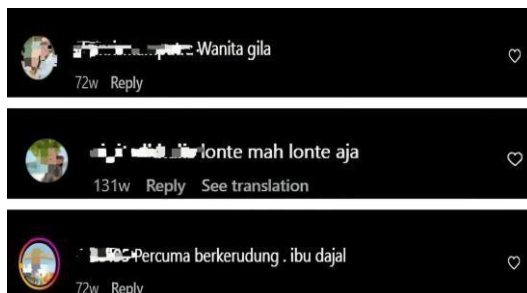 Wanita gila
72w Reply
lonte mah lonte aja
131w Reply See translation
Percuma berkerudung . ibu dajal
72w Reply